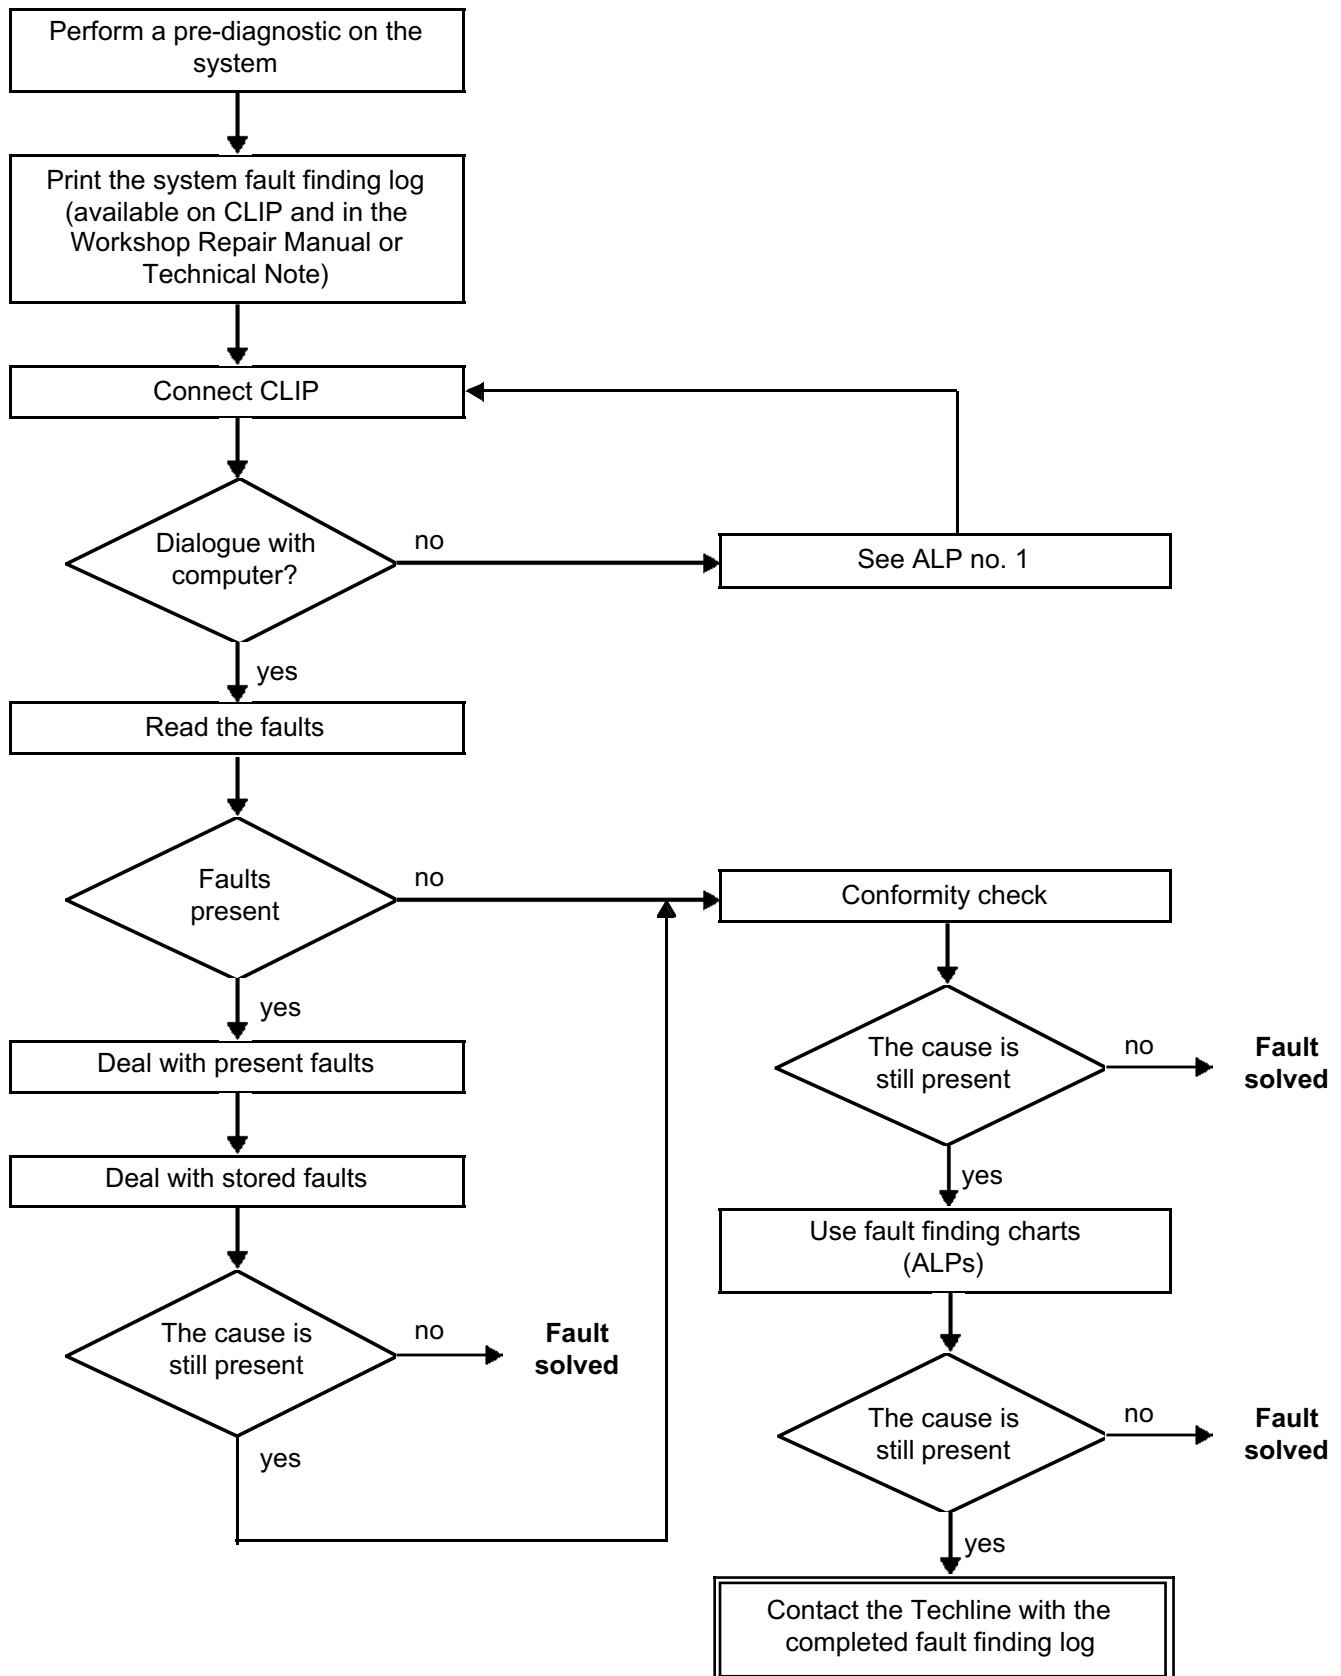 Perform a pre-diagnostic on the
system
Print the system fault finding log
(available on CLIP and in the
Workshop Repair Manual or
Technical Note)
Connect CLIP
Dialogue with
computer?
no
See ALP no. 1
yes
Read the faults
Faults
present
no
yes
Deal with present faults
Deal with stored faults
The cause is
still present
no
Fault
solved
yes
Conformity check
The cause is
still present
no
Fault
solved
yes
Use fault finding charts
(ALPs)
The cause is
still present
no
Fault
solved
yes
Contact the Techline with the
completed fault finding log